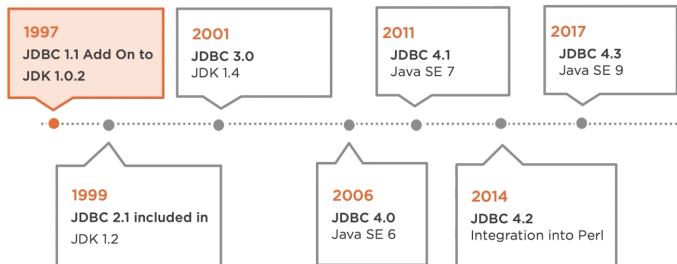 1997
JDBC 1.1 Add On to
JDK 1.0.2
1999
JDBC 2.1 included in
JDK 1.2
2001
JDBC 3.0
JDK 1.4
2006
JDBC 4.0
Java SE 6
2011
JDBC 4.1
Java SE 7
2014
JDBC 4.2
Integration into Perl
2017
JDBC 4.3
Java SE 9